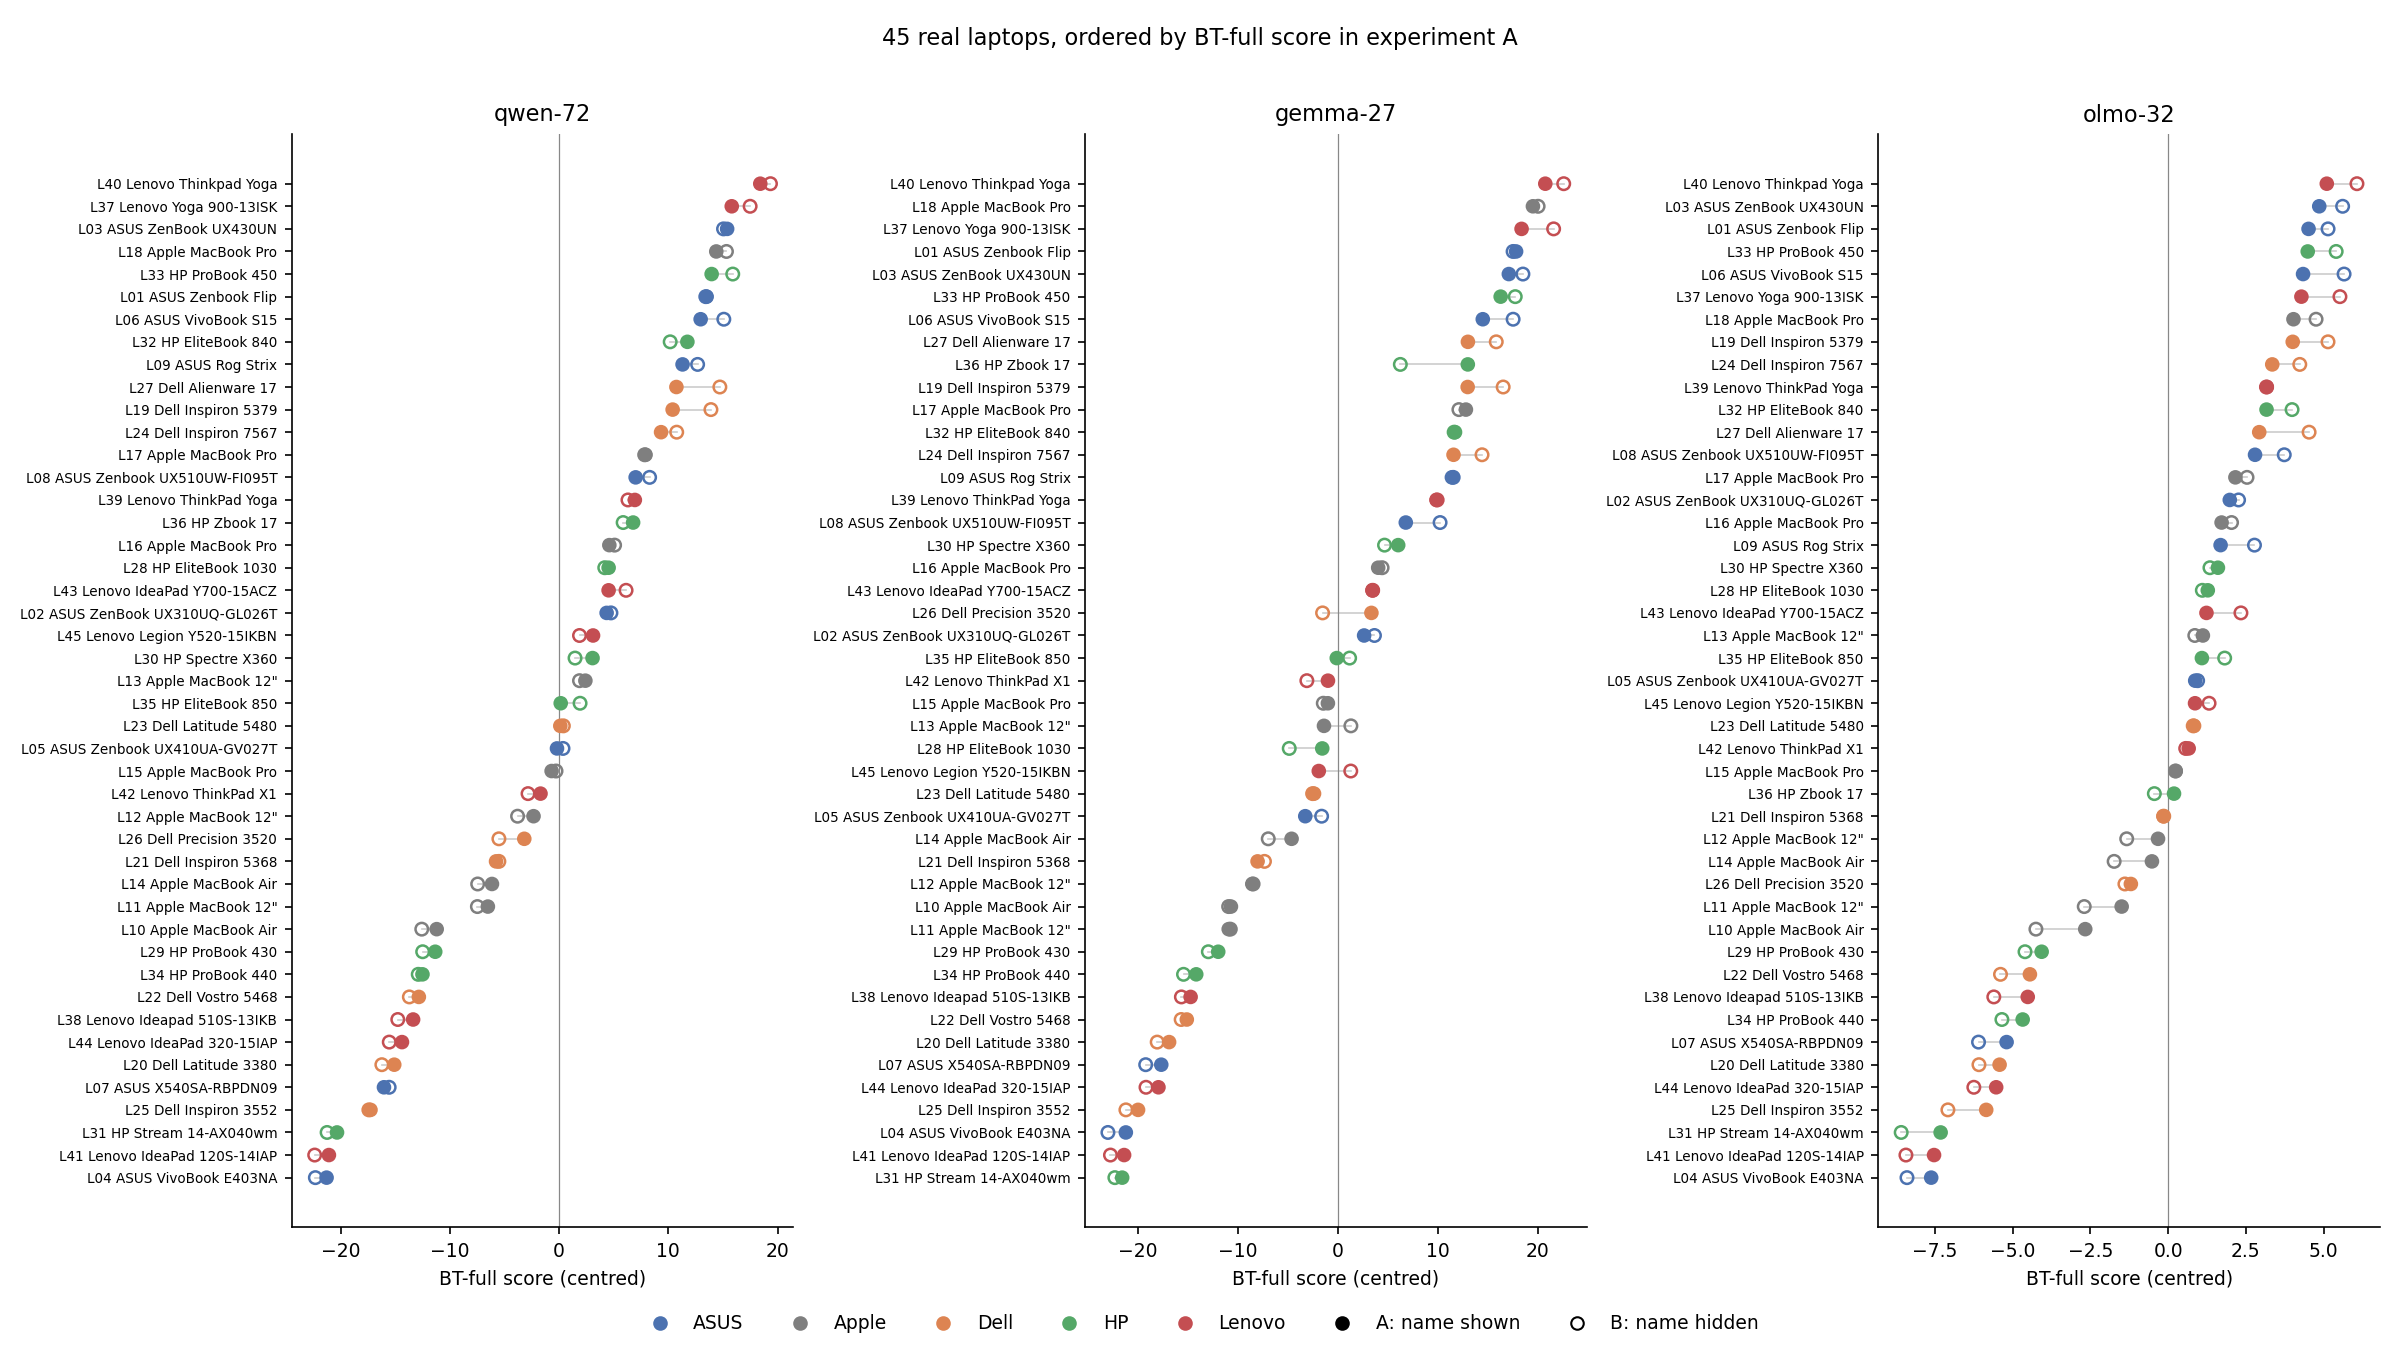 45 real laptops, ordered by BT-full score in experiment A
qwen-72
L40 Lenovo Thinkpad Yoga
L37 Lenovo Yoga 900-13ISK
L03 ASUS ZenBook UX430UN
L18 Apple MacBook Pro
L33 HP ProBook 450
L01 ASUS Zenbook Flip
L06 ASUS VivoBook S15
L32 HP EliteBook 840
L09 ASUS Rog Strix
L27 Dell Alienware 17
L19 Dell Inspiron 5379
L24 Dell Inspiron 7567
L17 Apple MacBook Pro
L08 ASUS Zenbook UX510UW-FI095T
L39 Lenovo ThinkPad Yoga
L36 HP Zbook 17
L16 Apple MacBook Pro
L28 HP EliteBook 1030
L43 Lenovo IdeaPad Y700-15ACZ
L02 ASUS ZenBook UX310UQ-GL026T
L45 Lenovo Legion Y520-15IKBN
L30 HP Spectre X360
L13 Apple MacBook 12"
L35 HP EliteBook 850
L23 Dell Latitude 5480
L05 ASUS Zenbook UX410UA-GV027T
L15 Apple MacBook Pro
L42 Lenovo ThinkPad X1
L12 Apple MacBook 12"
L26 Dell Precision 3520
L21 Dell Inspiron 5368
L14 Apple MacBook Air
L11 Apple MacBook 12"
L10 Apple MacBook Air
L29 HP ProBook 430
L34 HP ProBook 440
L22 Dell Vostro 5468
L38 Lenovo Ideapad 510S-13IKB
L44 Lenovo IdeaPad 320-15IAP
L20 Dell Latitude 3380
L07 ASUS X540SA-RBPDN09
L25 Dell Inspiron 3552
L31 HP Stream 14-AX040wm
L41 Lenovo IdeaPad 120S-14IAP
L04 ASUS VivoBook E403NA
−20 −10 0 10 20
BT-full score (centred)
gemma-27
L40 Lenovo Thinkpad Yoga
L18 Apple MacBook Pro
L37 Lenovo Yoga 900-13ISK
L01 ASUS Zenbook Flip
L03 ASUS ZenBook UX430UN
L33 HP ProBook 450
L06 ASUS VivoBook S15
L27 Dell Alienware 17
L36 HP Zbook 17
L19 Dell Inspiron 5379
L17 Apple MacBook Pro
L32 HP EliteBook 840
L24 Dell Inspiron 7567
L09 ASUS Rog Strix
L39 Lenovo ThinkPad Yoga
L08 ASUS Zenbook UX510UW-FI095T
L30 HP Spectre X360
L16 Apple MacBook Pro
L43 Lenovo IdeaPad Y700-15ACZ
L26 Dell Precision 3520
L02 ASUS ZenBook UX310UQ-GL026T
L35 HP EliteBook 850
L42 Lenovo ThinkPad X1
L15 Apple MacBook Pro
L13 Apple MacBook 12"
L28 HP EliteBook 1030
L45 Lenovo Legion Y520-15IKBN
L23 Dell Latitude 5480
L05 ASUS Zenbook UX410UA-GV027T
L14 Apple MacBook Air
L21 Dell Inspiron 5368
L12 Apple MacBook 12"
L10 Apple MacBook Air
L11 Apple MacBook 12"
L29 HP ProBook 430
L34 HP ProBook 440
L38 Lenovo Ideapad 510S-13IKB
L22 Dell Vostro 5468
L20 Dell Latitude 3380
L07 ASUS X540SA-RBPDN09
L44 Lenovo IdeaPad 320-15IAP
L25 Dell Inspiron 3552
L04 ASUS VivoBook E403NA
L41 Lenovo IdeaPad 120S-14IAP
L31 HP Stream 14-AX040wm
−20 −10 0 10 20
BT-full score (centred)
olmo-32
L40 Lenovo Thinkpad Yoga
L03 ASUS ZenBook UX430UN
L01 ASUS Zenbook Flip
L33 HP ProBook 450
L06 ASUS VivoBook S15
L37 Lenovo Yoga 900-13ISK
L18 Apple MacBook Pro
L19 Dell Inspiron 5379
L24 Dell Inspiron 7567
L39 Lenovo ThinkPad Yoga
L32 HP EliteBook 840
L27 Dell Alienware 17
L08 ASUS Zenbook UX510UW-FI095T
L17 Apple MacBook Pro
L02 ASUS ZenBook UX310UQ-GL026T
L16 Apple MacBook Pro
L09 ASUS Rog Strix
L30 HP Spectre X360
L28 HP EliteBook 1030
L43 Lenovo IdeaPad Y700-15ACZ
L13 Apple MacBook 12"
L35 HP EliteBook 850
L05 ASUS Zenbook UX410UA-GV027T
L45 Lenovo Legion Y520-15IKBN
L23 Dell Latitude 5480
L42 Lenovo ThinkPad X1
L15 Apple MacBook Pro
L36 HP Zbook 17
L21 Dell Inspiron 5368
L12 Apple MacBook 12"
L14 Apple MacBook Air
L26 Dell Precision 3520
L11 Apple MacBook 12"
L10 Apple MacBook Air
L29 HP ProBook 430
L22 Dell Vostro 5468
L38 Lenovo Ideapad 510S-13IKB
L34 HP ProBook 440
L07 ASUS X540SA-RBPDN09
L20 Dell Latitude 3380
L44 Lenovo IdeaPad 320-15IAP
L25 Dell Inspiron 3552
L31 HP Stream 14-AX040wm
L41 Lenovo IdeaPad 120S-14IAP
L04 ASUS VivoBook E403NA
−7.5 −5.0 −2.5 0.0 2.5 5.0
BT-full score (centred)
ASUS Apple Dell HP Lenovo A: name shown B: name hidden